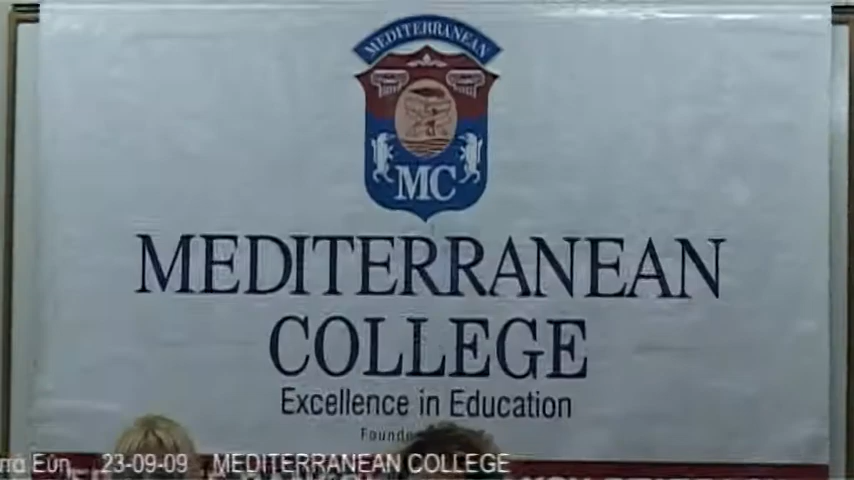 MEDITERRANEAN
MC
MEDITERRANEAN
COLLEGE
Excellence in Education
23-09-09 MEDITERRANEAN COLLEGE